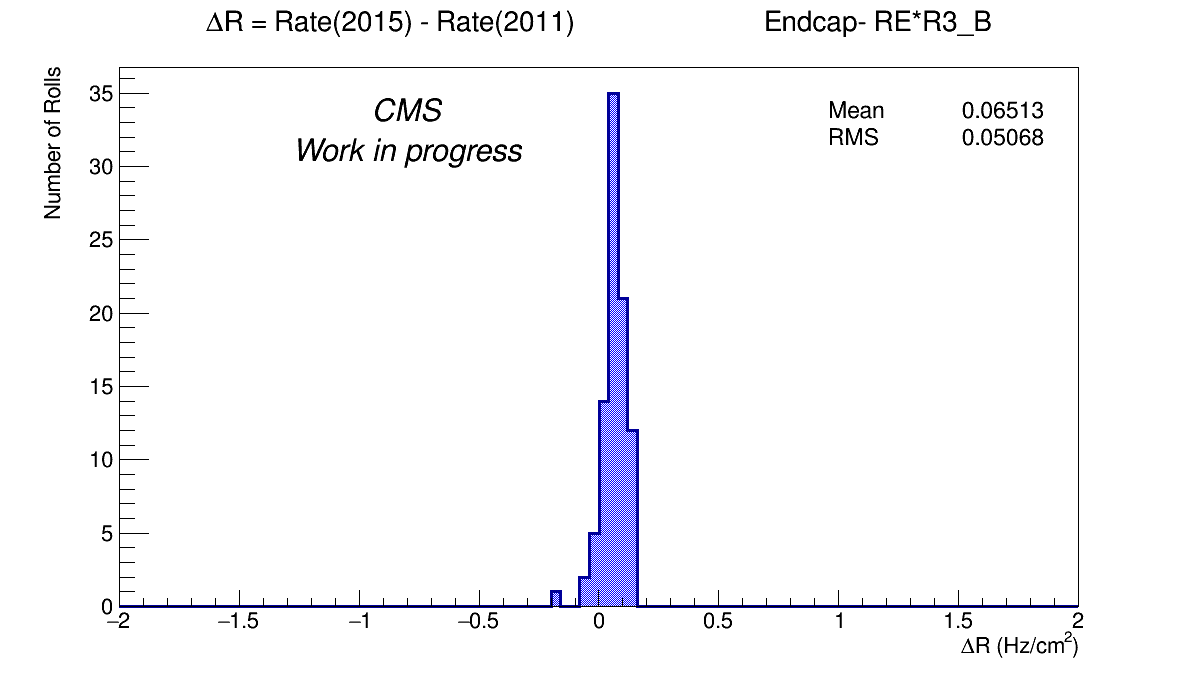 ΔR = Rate(2015) - Rate(2011) Endcap- RE*R3_B
Number of Rolls
CMS
Work in progress
Mean 0.06513
RMS 0.05068
35
30
25
20
15
10
5
0
−2 −1.5 −1 −0.5 0 0.5 1 1.5 2
ΔR (Hz/cm²)